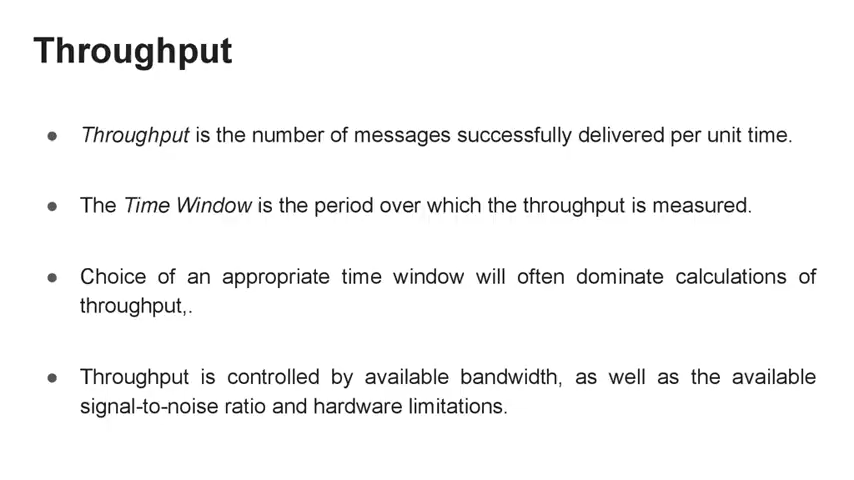 Throughput
● Throughput is the number of messages successfully delivered per unit time.
● The Time Window is the period over which the throughput is measured.
● Choice of an appropriate time window will often dominate calculations of
throughput,.
● Throughput is controlled by available bandwidth, as well as the available
signal-to-noise ratio and hardware limitations.